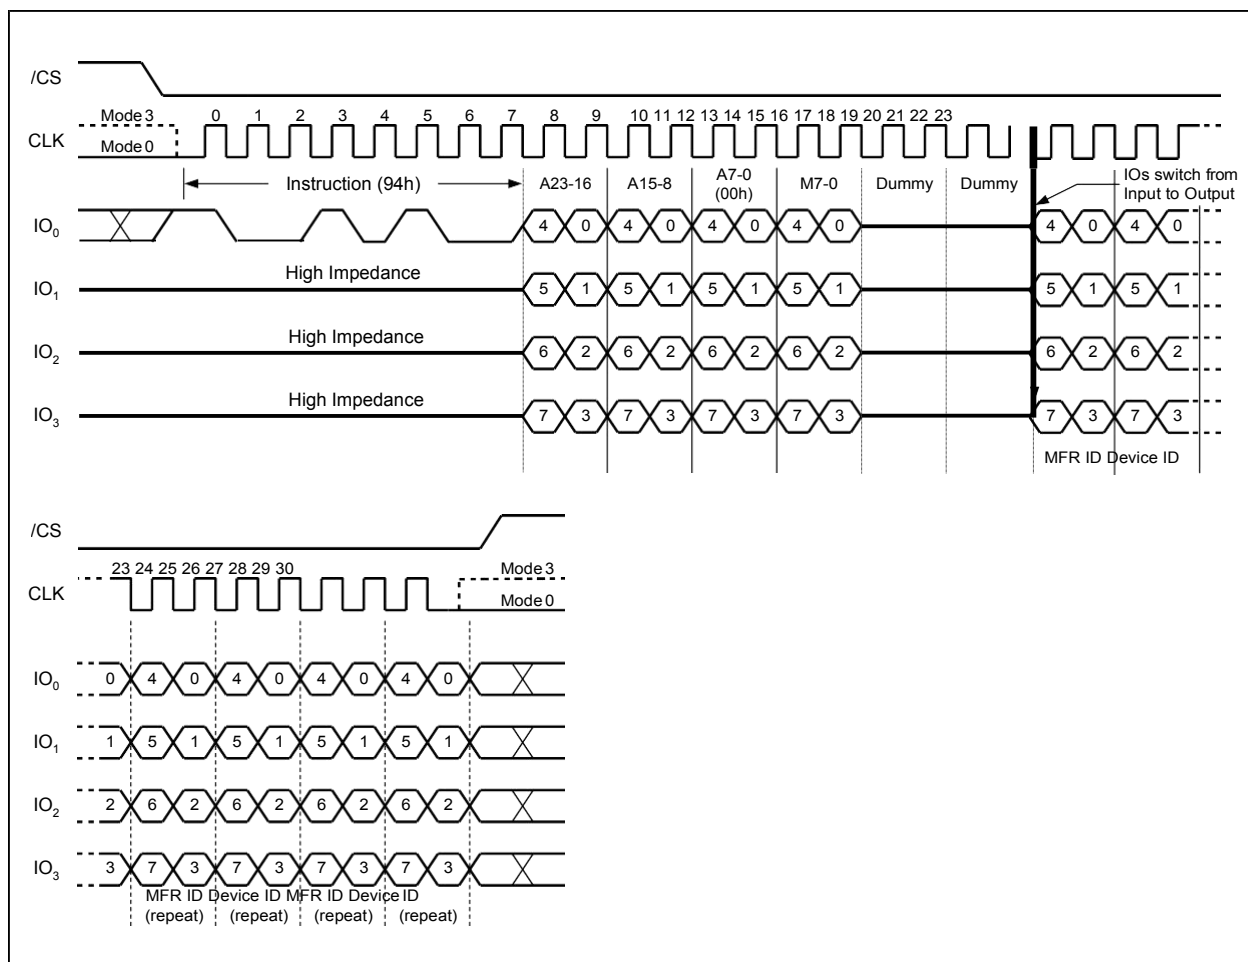 /CS
Mode 3
0 1 2 3 4 5 6 7 8 9 10 11 12 13 14 15 16 17 18 19 20 21 22 23
CLK
Mode 0
Instruction (94h)
A23-16
A15-8
A7-0
(00h)
M7-0
Dummy
Dummy
IOs switch from
Input to Output
IO0 4 0 4 0 4 0 4 0 4 0 4 0
High Impedance
IO1 5 1 5 1 5 1 5 1 5 1 5 1
High Impedance
IO2 6 2 6 2 6 2 6 2 6 2 6 2
High Impedance
IO3 7 3 7 3 7 3 7 3 7 3 7 3
MFR ID Device ID
/CS
23 24 25 26 27 28 29 30
Mode 3
CLK
Mode 0
IO0 0 4 0 4 0 4 0 4 0
IO1 1 5 1 5 1 5 1 5 1
IO2 2 6 2 6 2 6 2 6 2
IO3 3 7 3 7 3 7 3 7 3
MFR ID Device ID MFR ID Device ID
(repeat) (repeat) (repeat) (repeat)